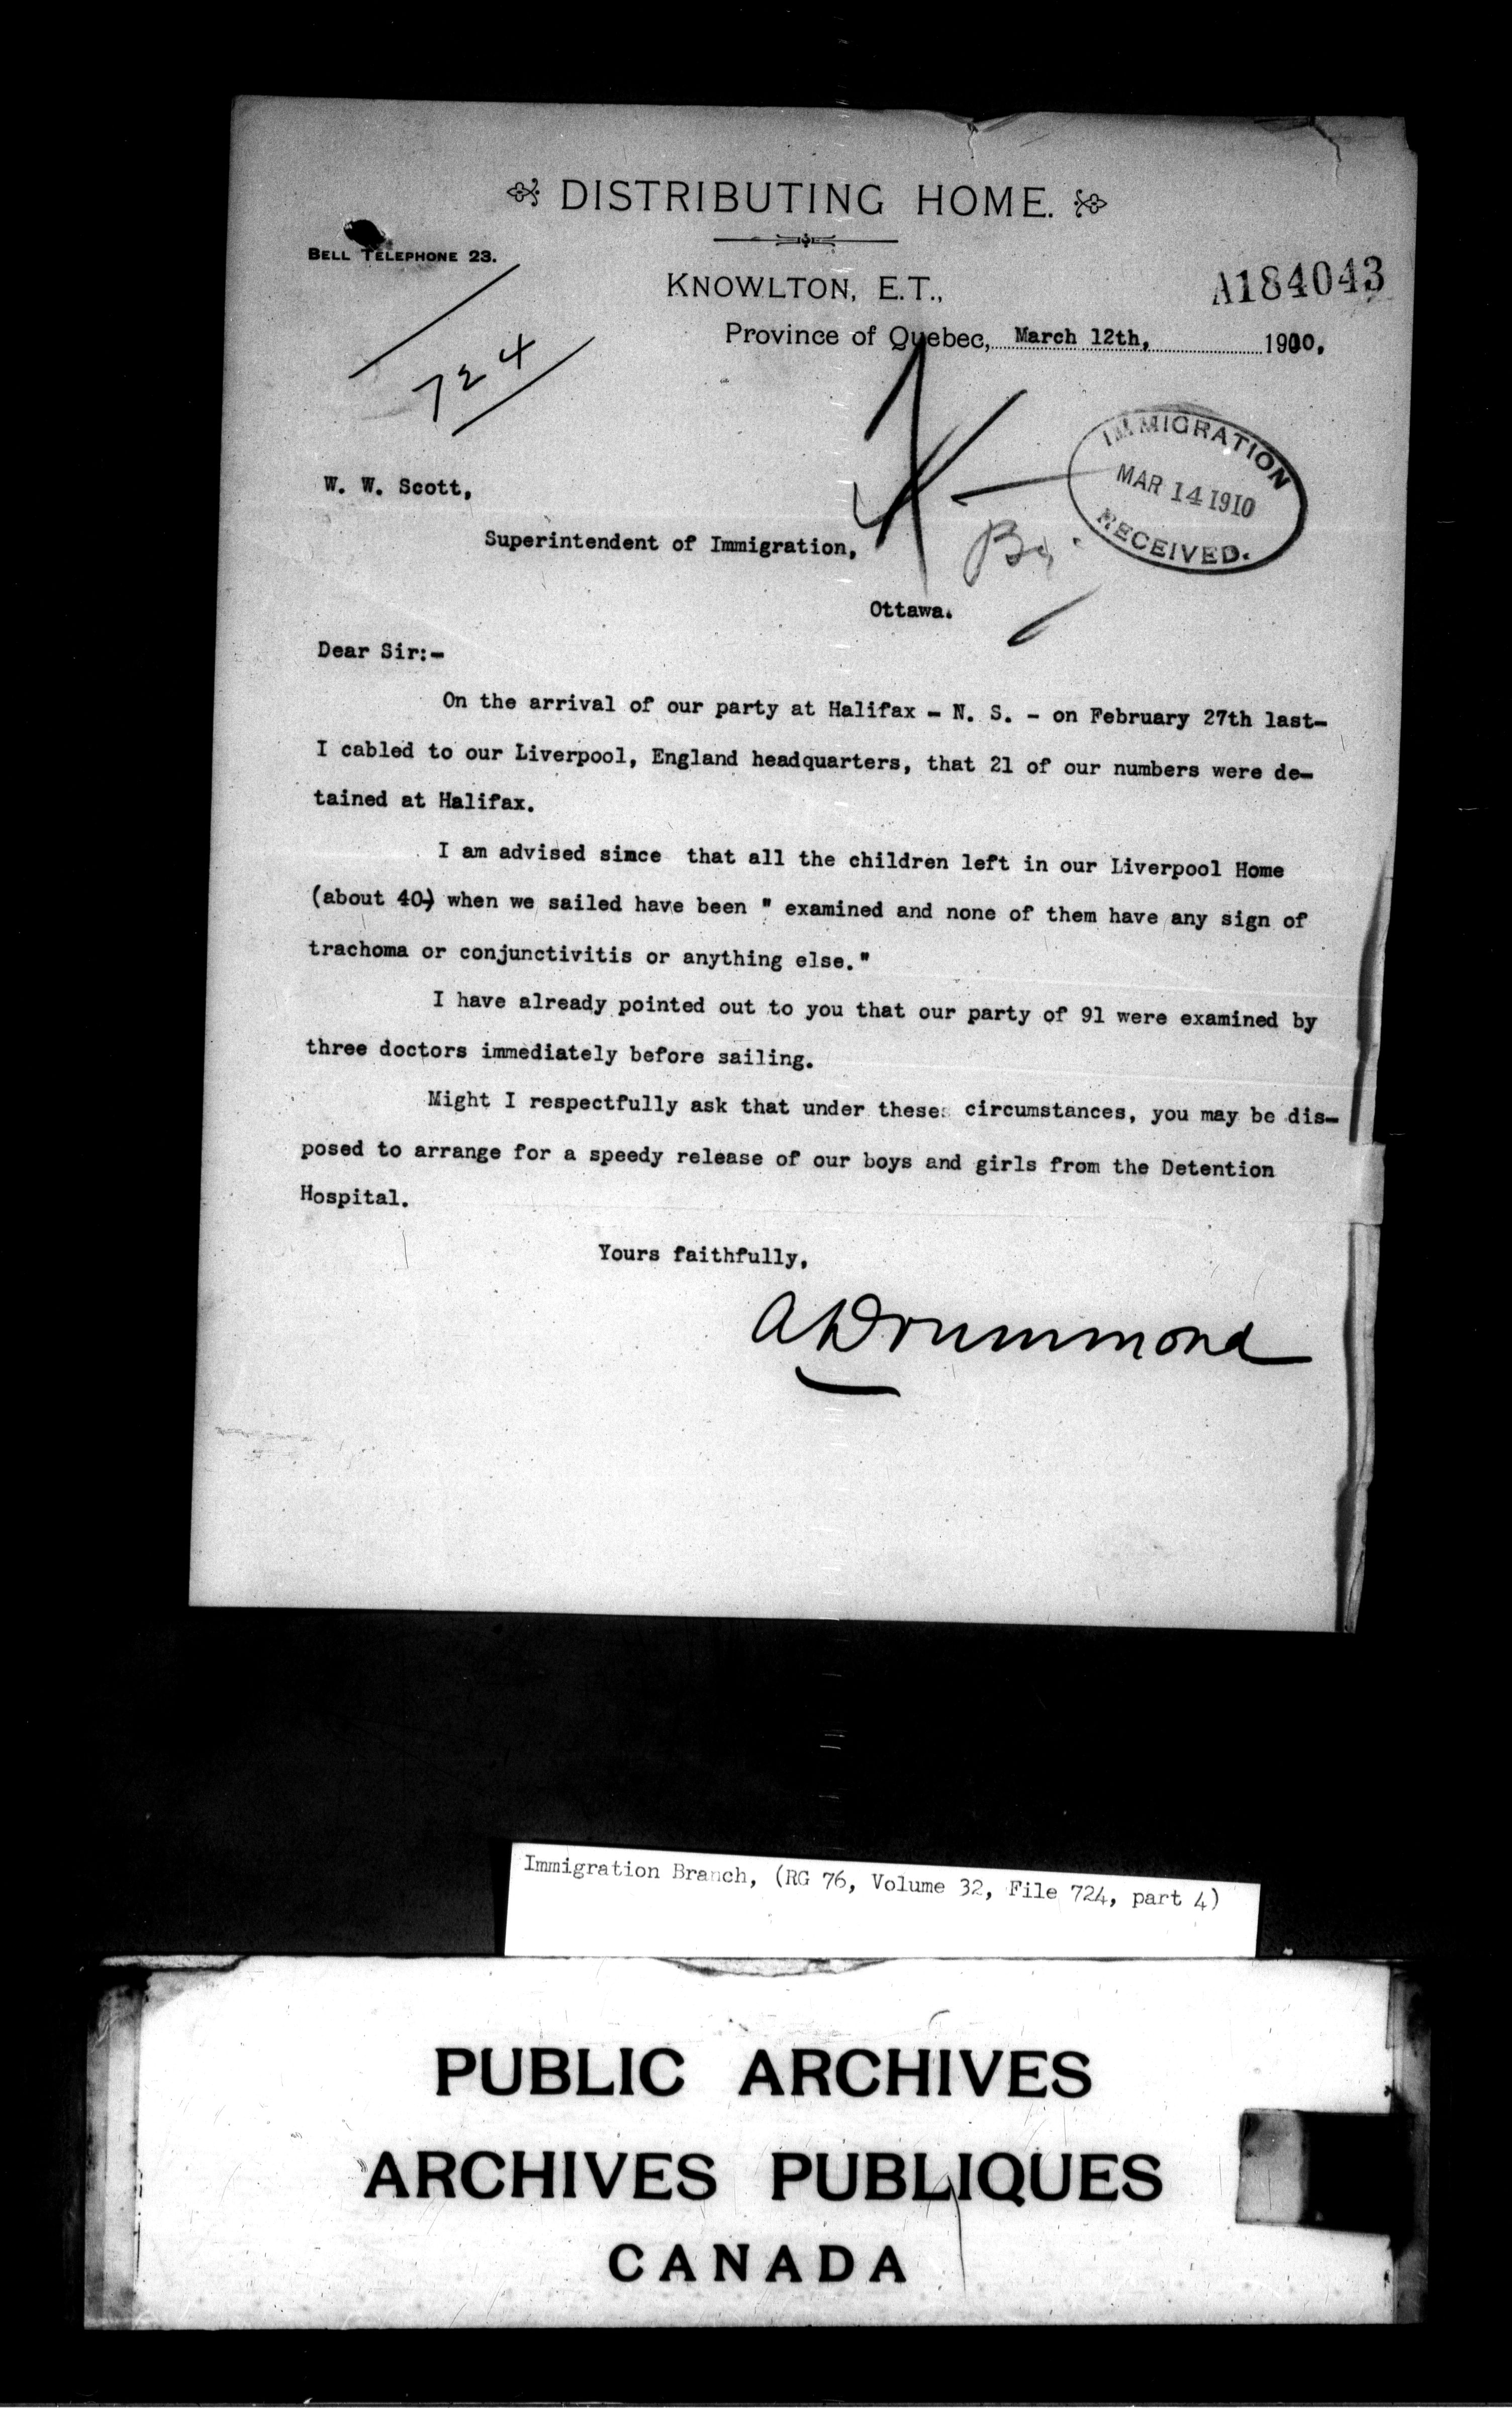 DISTRIBUTING HOME.
BELL TELEPHONE 23.
KNOWLTON, E.T.,
A184043
Province of Quebec, March 12th, 1910.
724
IMMIGRATION
MAR 14 1910
RECEIVED.
W. W. Scott,
Superintendent of Immigration,
Ottawa.
Dear Sir:-
On the arrival of our party at Halifax - N. S. - on February 27th last-
I cabled to our Liverpool, England headquarters, that 21 of our numbers were de-
tained at Halifax.
I am advised since that all the children left in our Liverpool Home
(about 40) when we sailed have been " examined and none of them have any sign of
trachoma or conjunctivitis or anything else."
I have already pointed out to you that our party of 91 were examined by
three doctors immediately before sailing.
Might I respectfully ask that under these circumstances, you may be dis-
posed to arrange for a speedy release of our boys and girls from the Detention
Hospital.
Yours faithfully,
Drummond
Immigration Branch, (RG 76, Volume 32, File 724, part 4)
PUBLIC ARCHIVES
ARCHIVES PUBLIQUES
CANADA